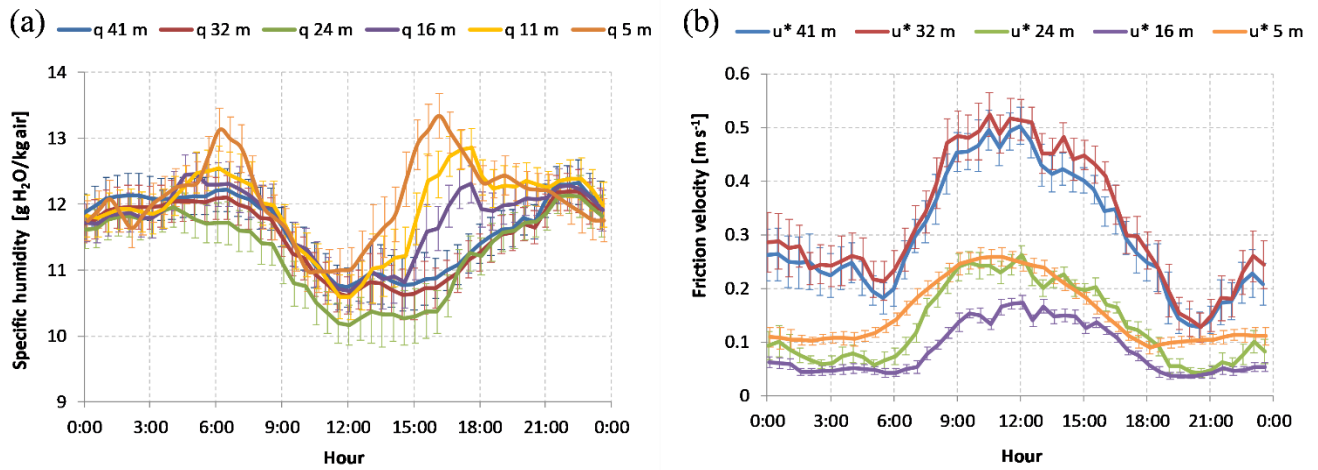 (a)
q 41 m q 32 m q 24 m q 16 m q 11 m q 5 m
Specific humidity [g H₂O/kgair]
14
13
12
11
10
9
0:00 3:00 6:00 9:00 12:00 15:00 18:00 21:00 0:00
Hour
(b)
u* 41 m u* 32 m u* 24 m u* 16 m u* 5 m
Friction velocity [m s⁻¹]
0.6
0.5
0.4
0.3
0.2
0.1
0
0:00 3:00 6:00 9:00 12:00 15:00 18:00 21:00 0:00
Hour